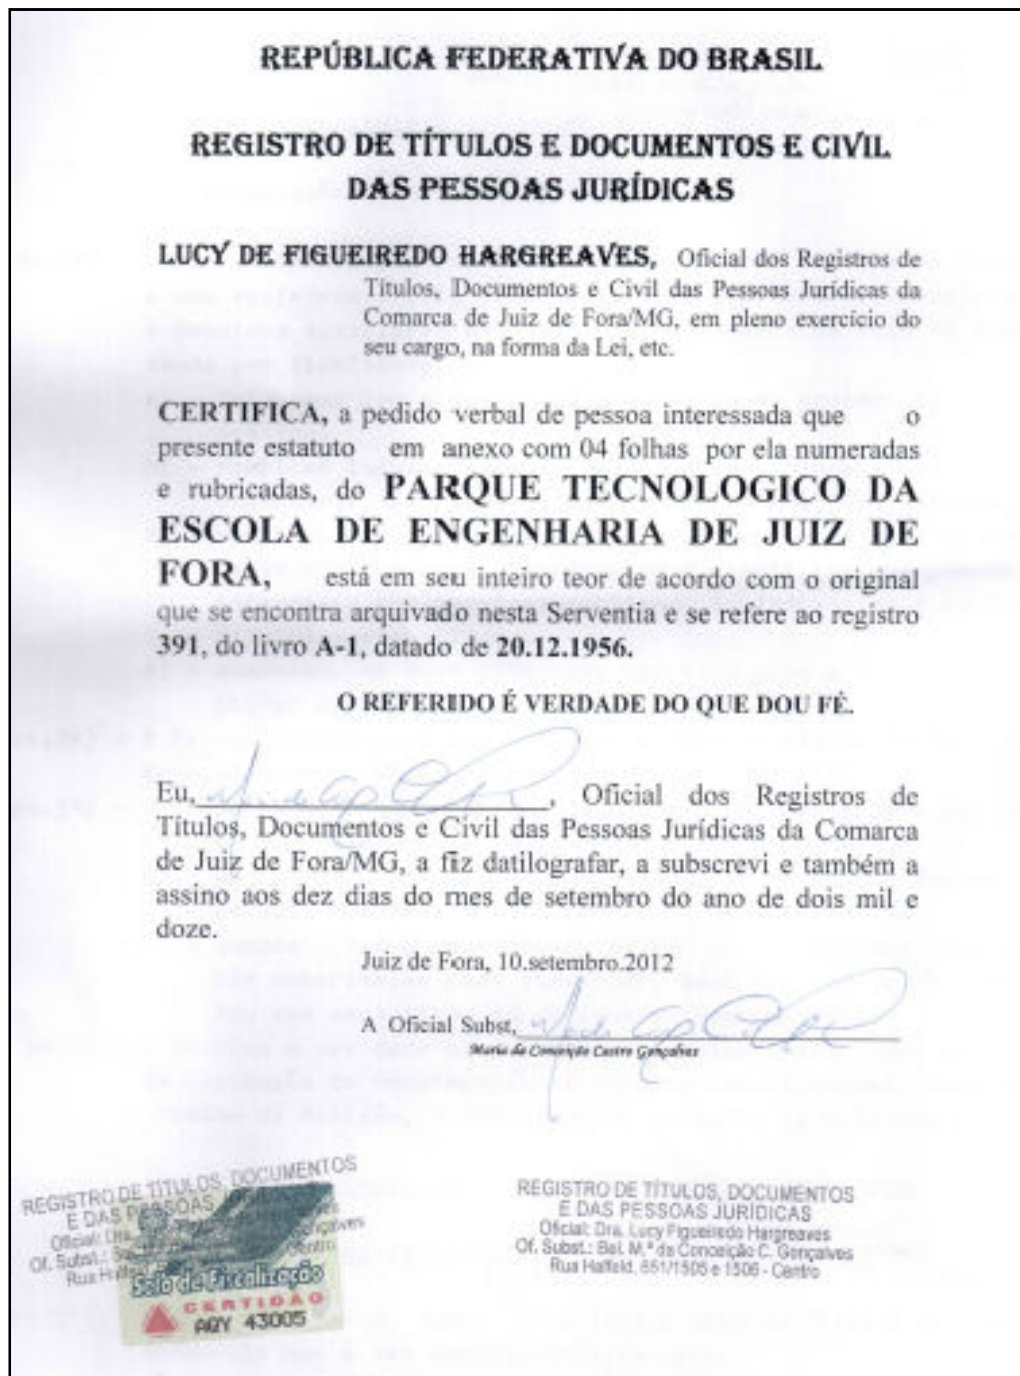 REPÚBLICA FEDERATIVA DO BRASIL
REGISTRO DE TÍTULOS E DOCUMENTOS E CIVIL
DAS PESSOAS JURÍDICAS
LUCY DE FIGUEIREDO HARGREAVES, Oficial dos Registros de
Títulos, Documentos e Civil das Pessoas Jurídicas da
Comarca de Juiz de Fora/MG, em pleno exercício do
seu cargo, na forma da Lei, etc.
CERTIFICA, a pedido verbal de pessoa interessada que o
presente estatuto em anexo com 04 folhas por ela numeradas
e rubricadas, do PARQUE TECNOLOGICO DA
ESCOLA DE ENGENHARIA DE JUIZ DE
FORA, está em seu inteiro teor de acordo com o original
que se encontra arquivado nesta Serventia e se refere ao registro
391, do livro A-1, datado de 20.12.1956.
O REFERIDO É VERDADE DO QUE DOU FÉ.
Eu, , Oficial dos Registros de
Títulos, Documentos e Civil das Pessoas Jurídicas da Comarca
de Juiz de Fora/MG, a fiz datilografar, a subscrevi e também a
assino aos dez dias do mes de setembro do ano de dois mil e
doze.
Juiz de Fora, 10.setembro.2012
A Oficial Subst,
Maria da Conceição Castro Gonçalves
REGISTRO DE TÍTULOS, DOCUMENTOS
E DAS PESSOAS
Oficial: Dra.
Of. Subst.:
Rua Halfeld,
Selo de Fiscalização
CERTIDÃO
AQY 43005
REGISTRO DE TÍTULOS, DOCUMENTOS
E DAS PESSOAS JURÍDICAS
Oficial: Dra. Lucy Figueiredo Hargreaves
Of. Subst.: Bel. M.ª da Conceição C. Gonçalves
Rua Halfeld, 651/1505 e 1506 - Centro